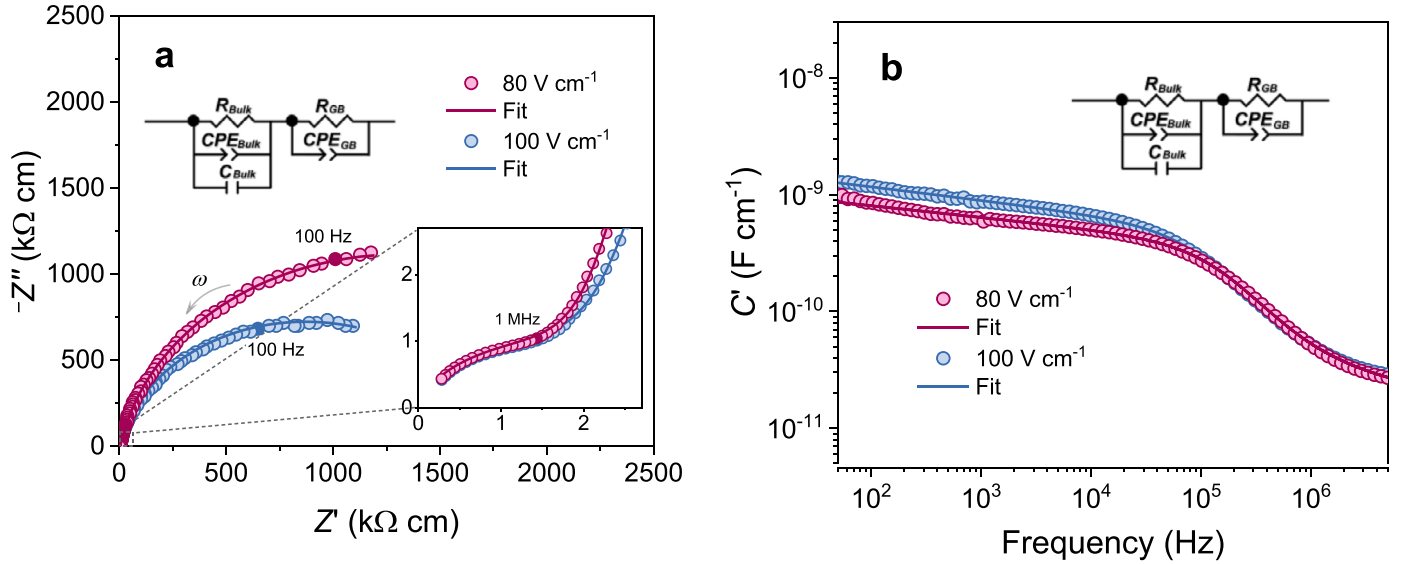 a
80 V cm⁻¹
Fit
100 V cm⁻¹
Fit
R_Bulk
R_GB
CPE_Bulk
CPE_GB
C_Bulk
2500
2000
1500
1000
500
0
−Z″ (kΩ cm)
100 Hz
ω
100 Hz
2
1
0
1 MHz
0 1 2
0 500 1000 1500 2000 2500
Z' (kΩ cm)
b
R_Bulk
R_GB
CPE_Bulk
CPE_GB
C_Bulk
10⁻⁸
10⁻⁹
10⁻¹⁰
10⁻¹¹
C' (F cm⁻¹)
80 V cm⁻¹
Fit
100 V cm⁻¹
Fit
10² 10³ 10⁴ 10⁵ 10⁶
Frequency (Hz)